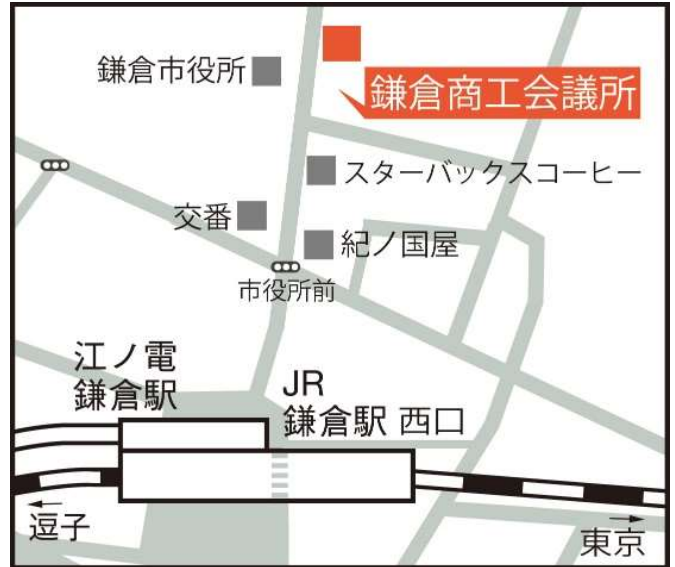 鎌倉市役所
鎌倉商工会議所
スターバックスコーヒー
交番
紀ノ国屋
市役所前
江ノ電
鎌倉駅
JR
鎌倉駅 西口
←
逗子
→
東京